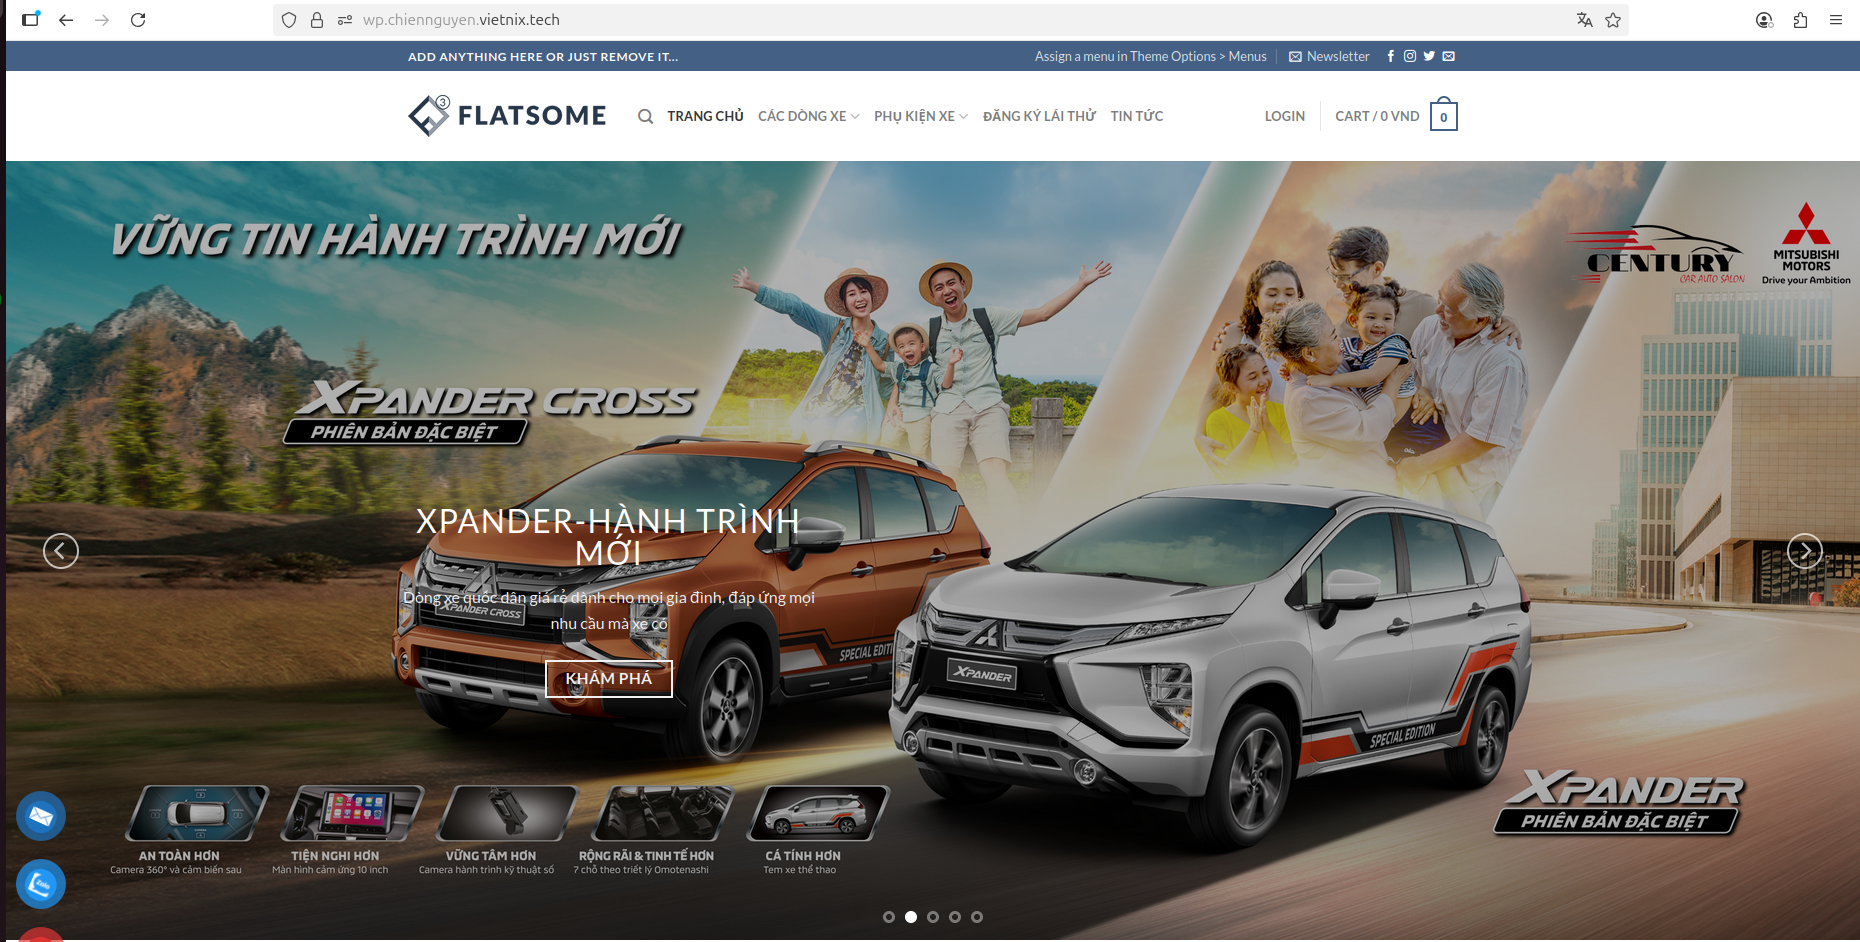 wp.chiennguyen.vietnix.tech
ADD ANYTHING HERE OR JUST REMOVE IT...
Assign a menu in Theme Options > Menus
Newsletter
3
FLATSOME
TRANG CHỦ
CÁC DÒNG XE
PHỤ KIỆN XE
ĐĂNG KÝ LÁI THỬ
TIN TỨC
LOGIN
CART / 0 VND
0
VỮNG TIN HÀNH TRÌNH MỚI
CENTURY
CAR AUTO SALON
MITSUBISHI
MOTORS
Drive your Ambition
XPANDER CROSS
PHIÊN BẢN ĐẶC BIỆT
XPANDER-HÀNH TRÌNH
MỚI
Dòng xe quốc dân giá rẻ dành cho mọi gia đình, đáp ứng mọi
nhu cầu mà xe có
KHÁM PHÁ
XPANDER CROSS
SPECIAL EDITION
XPANDER
SPECIAL EDITION
XPANDER
PHIÊN BẢN ĐẶC BIỆT
AN TOÀN HƠN
Camera 360° và cảm biến sau
TIỆN NGHI HƠN
Màn hình cảm ứng 10 inch
VỮNG TÂM HƠN
Camera hành trình kỹ thuật số
RỘNG RÃI & TINH TẾ HƠN
7 chỗ theo triết lý Omotenashi
CÁ TÍNH HƠN
Tem xe thể thao
Zalo